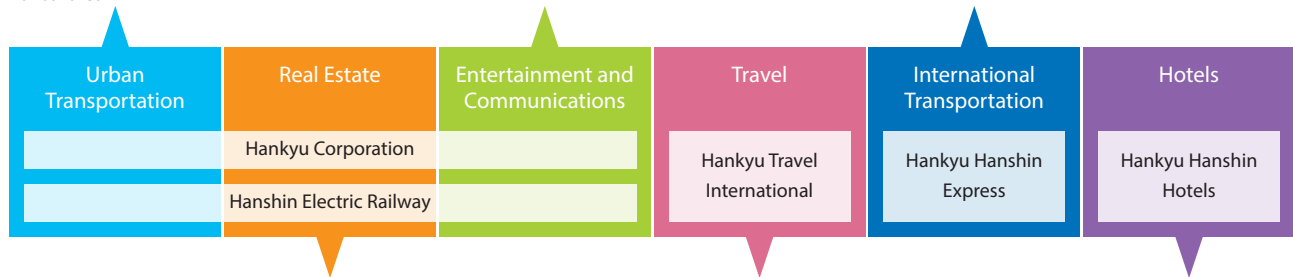 Urban
Transportation
Real Estate
Entertainment and
Communications
Travel
International
Transportation
Hotels
Hankyu Corporation
Hanshin Electric Railway
Hankyu Travel
International
Hankyu Hanshin
Express
Hankyu Hanshin
Hotels